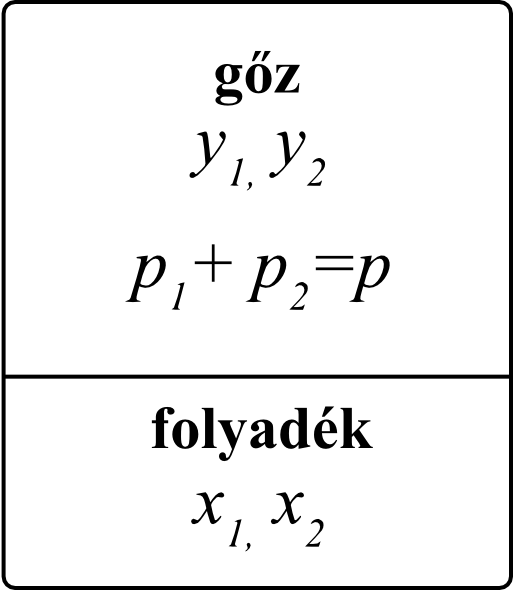 gőz
y₁, y₂
p₁+ p₂=p
folyadék
x₁, x₂